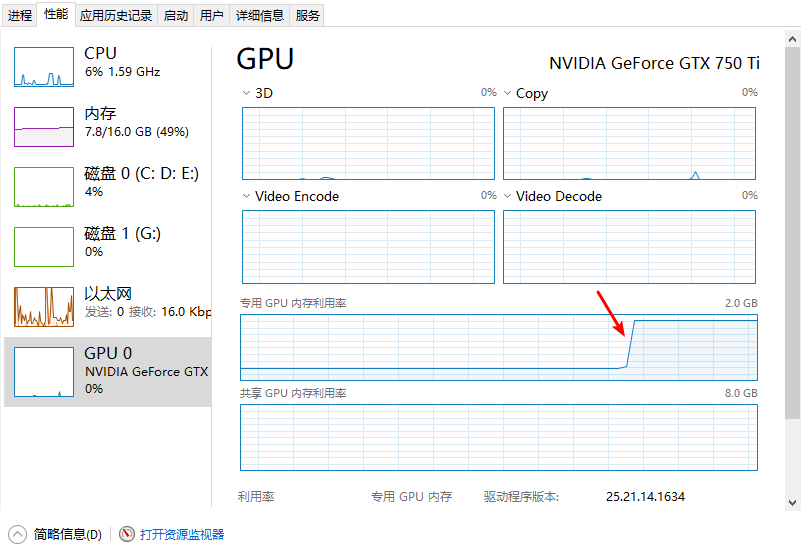 进程 性能 应用历史记录 启动 用户 详细信息 服务
CPU
6% 1.59 GHz
内存
7.8/16.0 GB (49%)
磁盘 0 (C: D: E:)
4%
磁盘 1 (G:)
0%
以太网
发送: 0 接收: 16.0 Kbp
GPU 0
NVIDIA GeForce GTX
0%
GPU NVIDIA GeForce GTX 750 Ti
3D 0% Copy 0%
Video Encode 0% Video Decode 0%
专用 GPU 内存利用率 2.0 GB
共享 GPU 内存利用率 8.0 GB
利用率 专用 GPU 内存 驱动程序版本: 25.21.14.1634
简略信息(D) 打开资源监视器